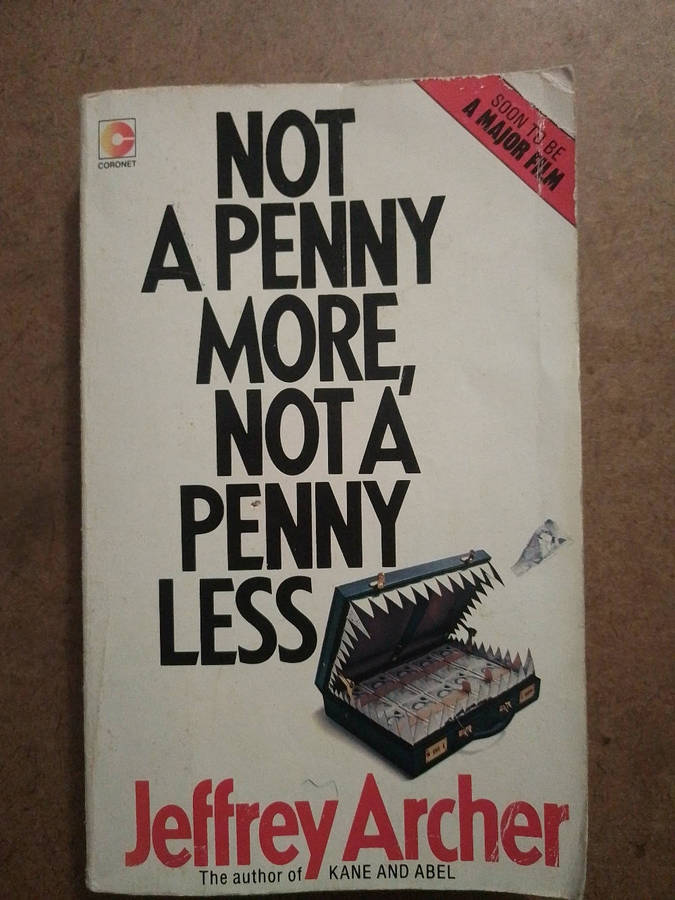 CORONET
SOON TO BE
A MAJOR FILM
NOT
A PENNY
MORE,
NOT A
PENNY
LESS
Jeffrey Archer
The author of KANE AND ABEL